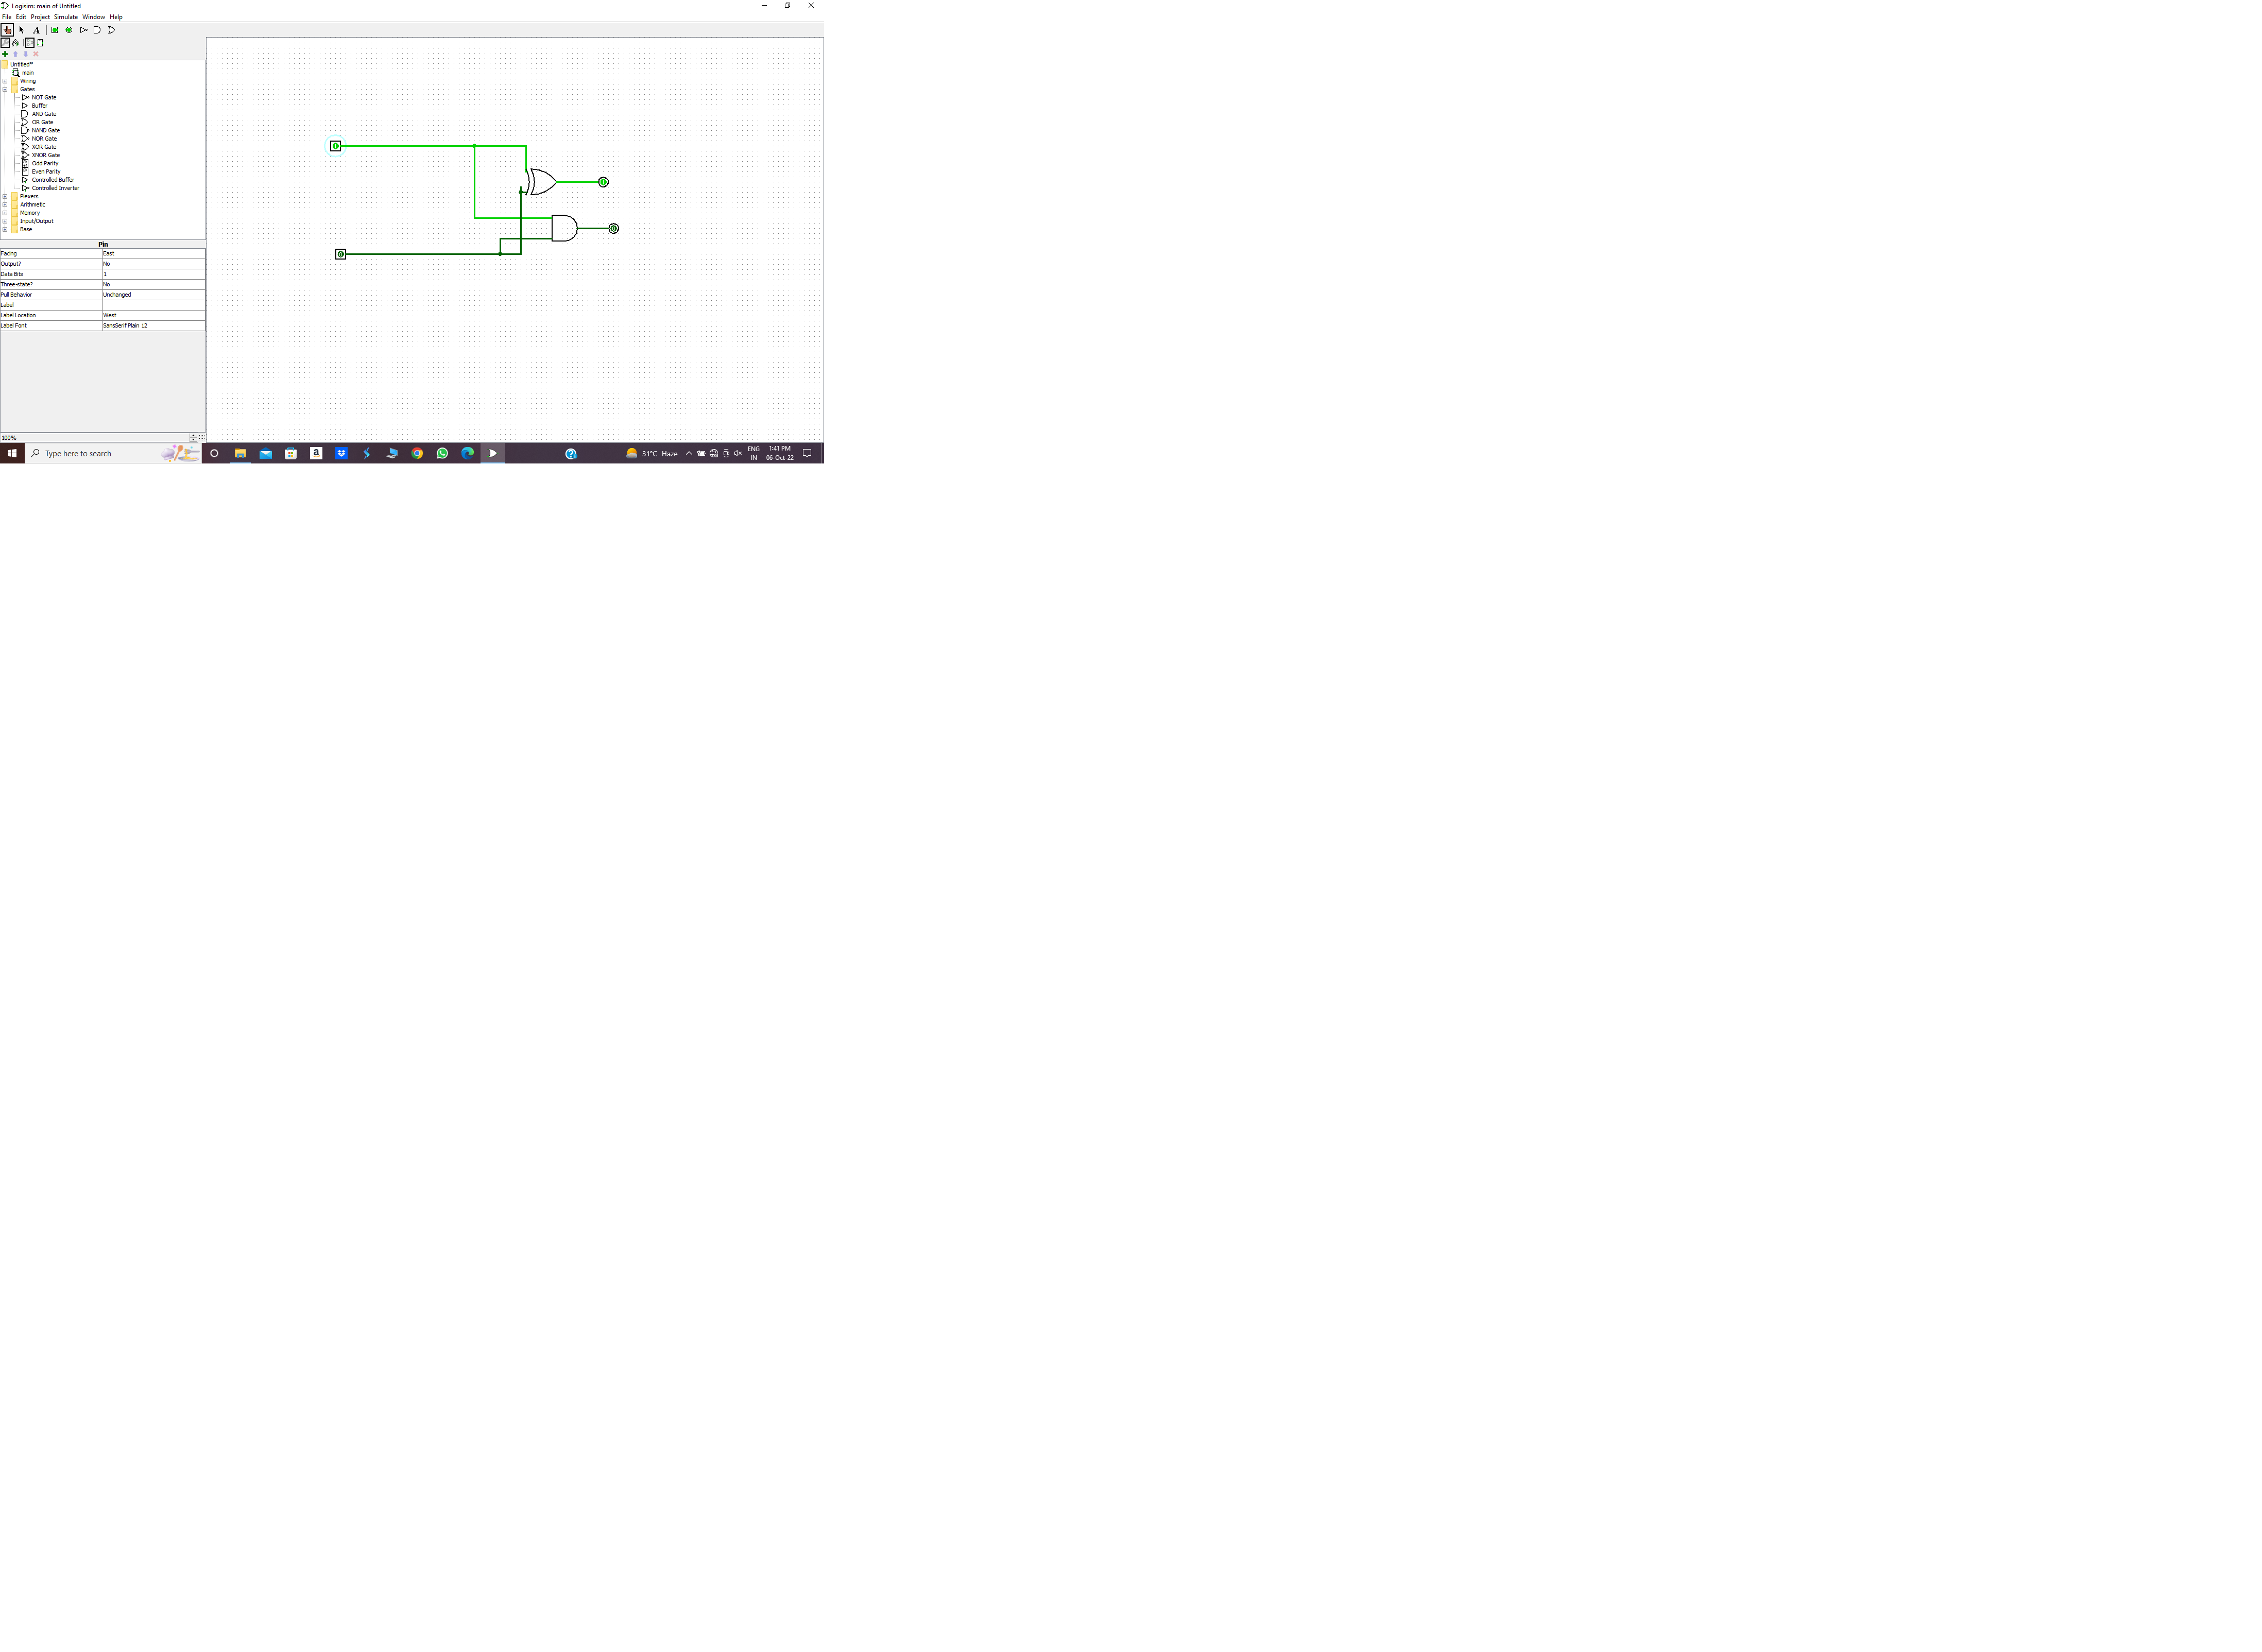 Logisim: main of Untitled
File Edit Project Simulate Window Help
A
Untitled*
main
Wiring
Gates
NOT Gate
Buffer
AND Gate
OR Gate
NAND Gate
NOR Gate
XOR Gate
XNOR Gate
Odd Parity
Even Parity
Controlled Buffer
Controlled Inverter
Plexers
Arithmetic
Memory
Input/Output
Base
Pin
Facing East
Output? No
Data Bits 1
Three-state? No
Pull Behavior Unchanged
Label
Label Location West
Label Font SansSerif Plain 12
1
1
0
0
100%
Type here to search
a
31°C Haze
ENG
IN
1:41 PM
06-Oct-22